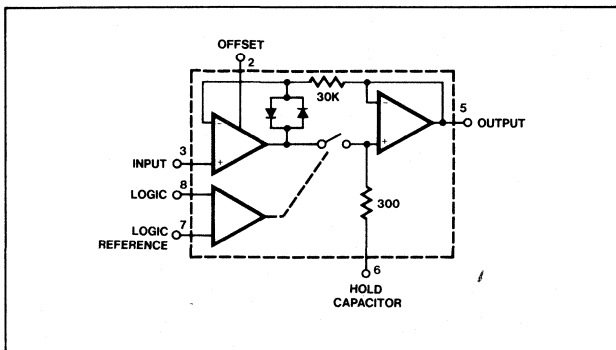 OFFSET
2
30K
5
OUTPUT
-
+
-
+
3
INPUT
8
LOGIC
7
LOGIC
REFERENCE
300
6
HOLD
CAPACITOR